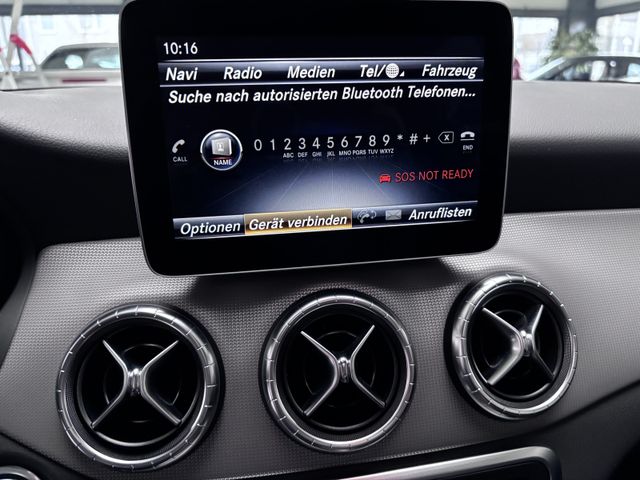 10:16
Navi Radio Medien Tel/ Fahrzeug
Suche nach autorisierten Bluetooth Telefonen...
0 1 2 3 4 5 6 7 8 9 * # +
ABC DEF GHI JKL MNO PQRS TUV WXYZ
CALL NAME END
SOS NOT READY
Optionen Gerät verbinden Anruflisten